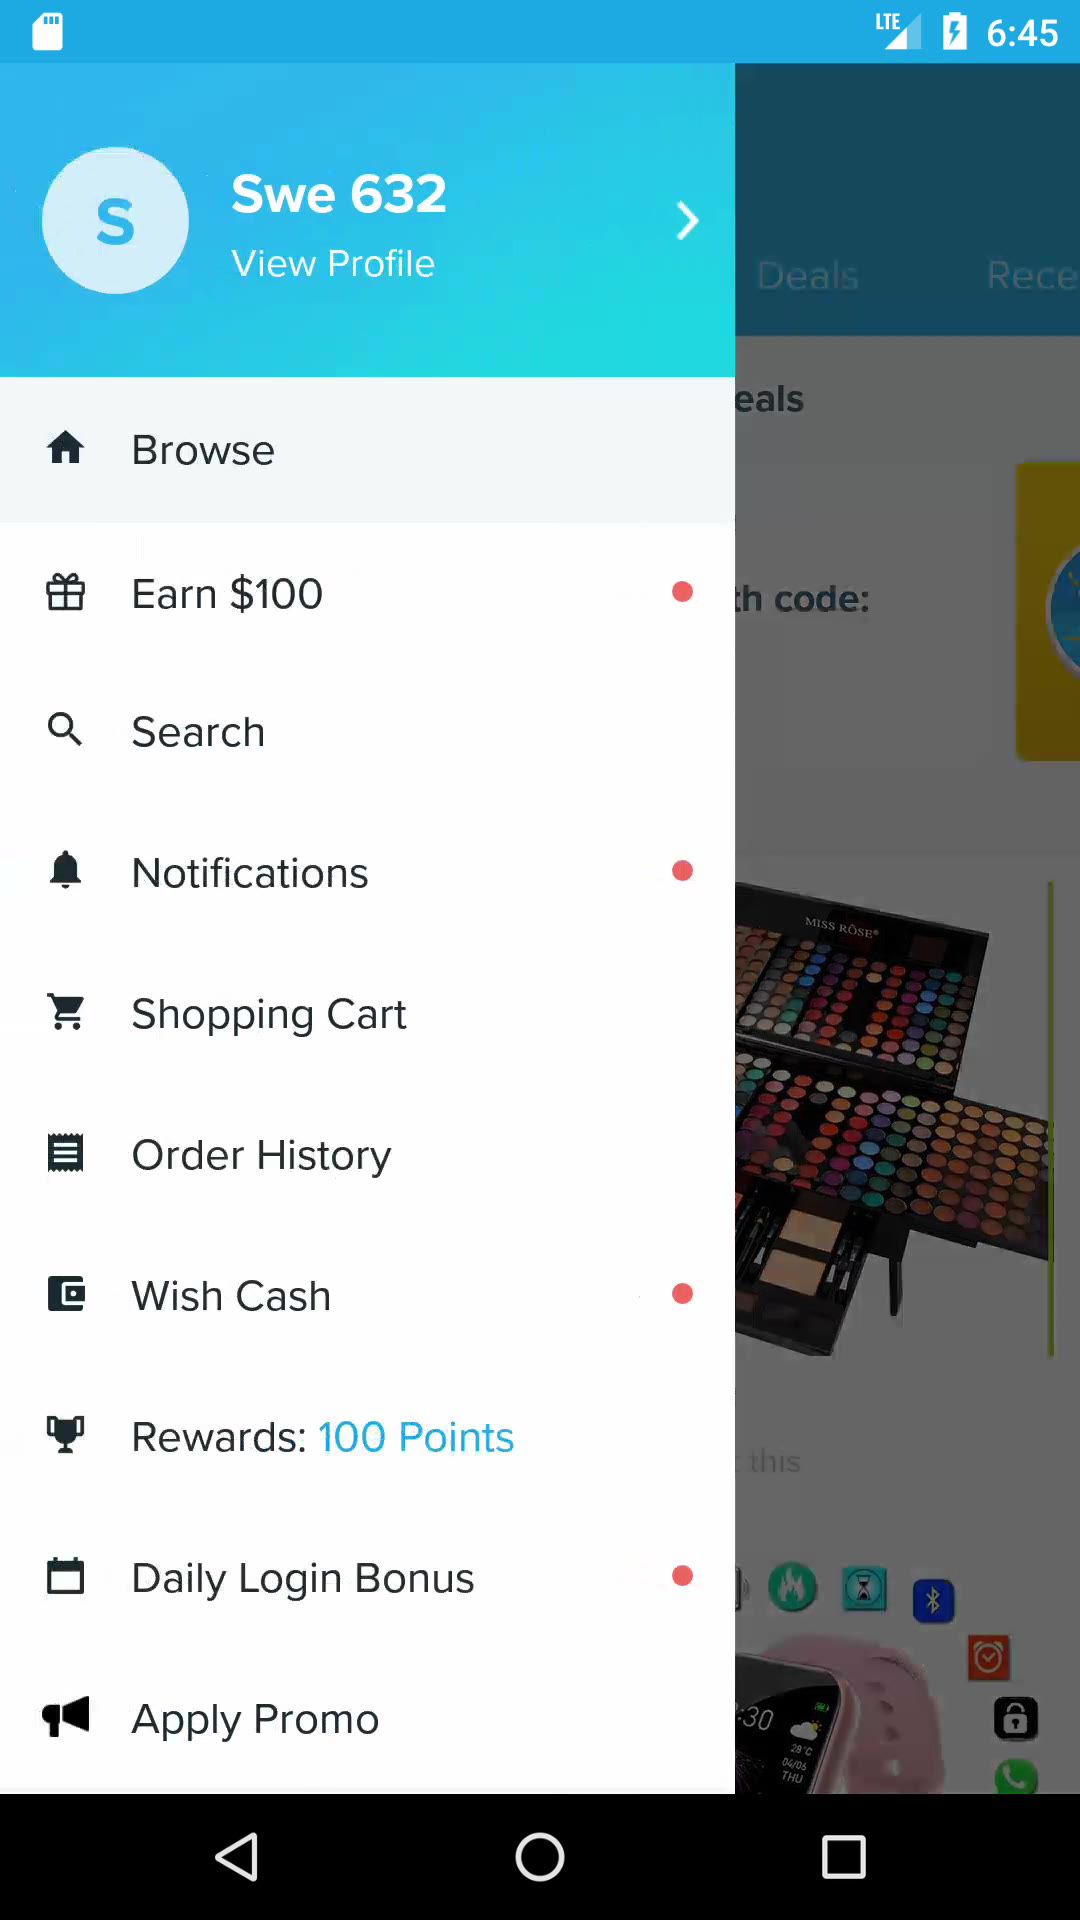 LTE 6:45
S
Swe 632
View Profile
Deals
Rece
eals
Browse
Earn $100
th code:
Search
Notifications
MISS RÔSE®
Shopping Cart
Order History
Wish Cash
Rewards: 100 Points
this
Daily Login Bonus
:30
28°C
04/06
THU
Apply Promo